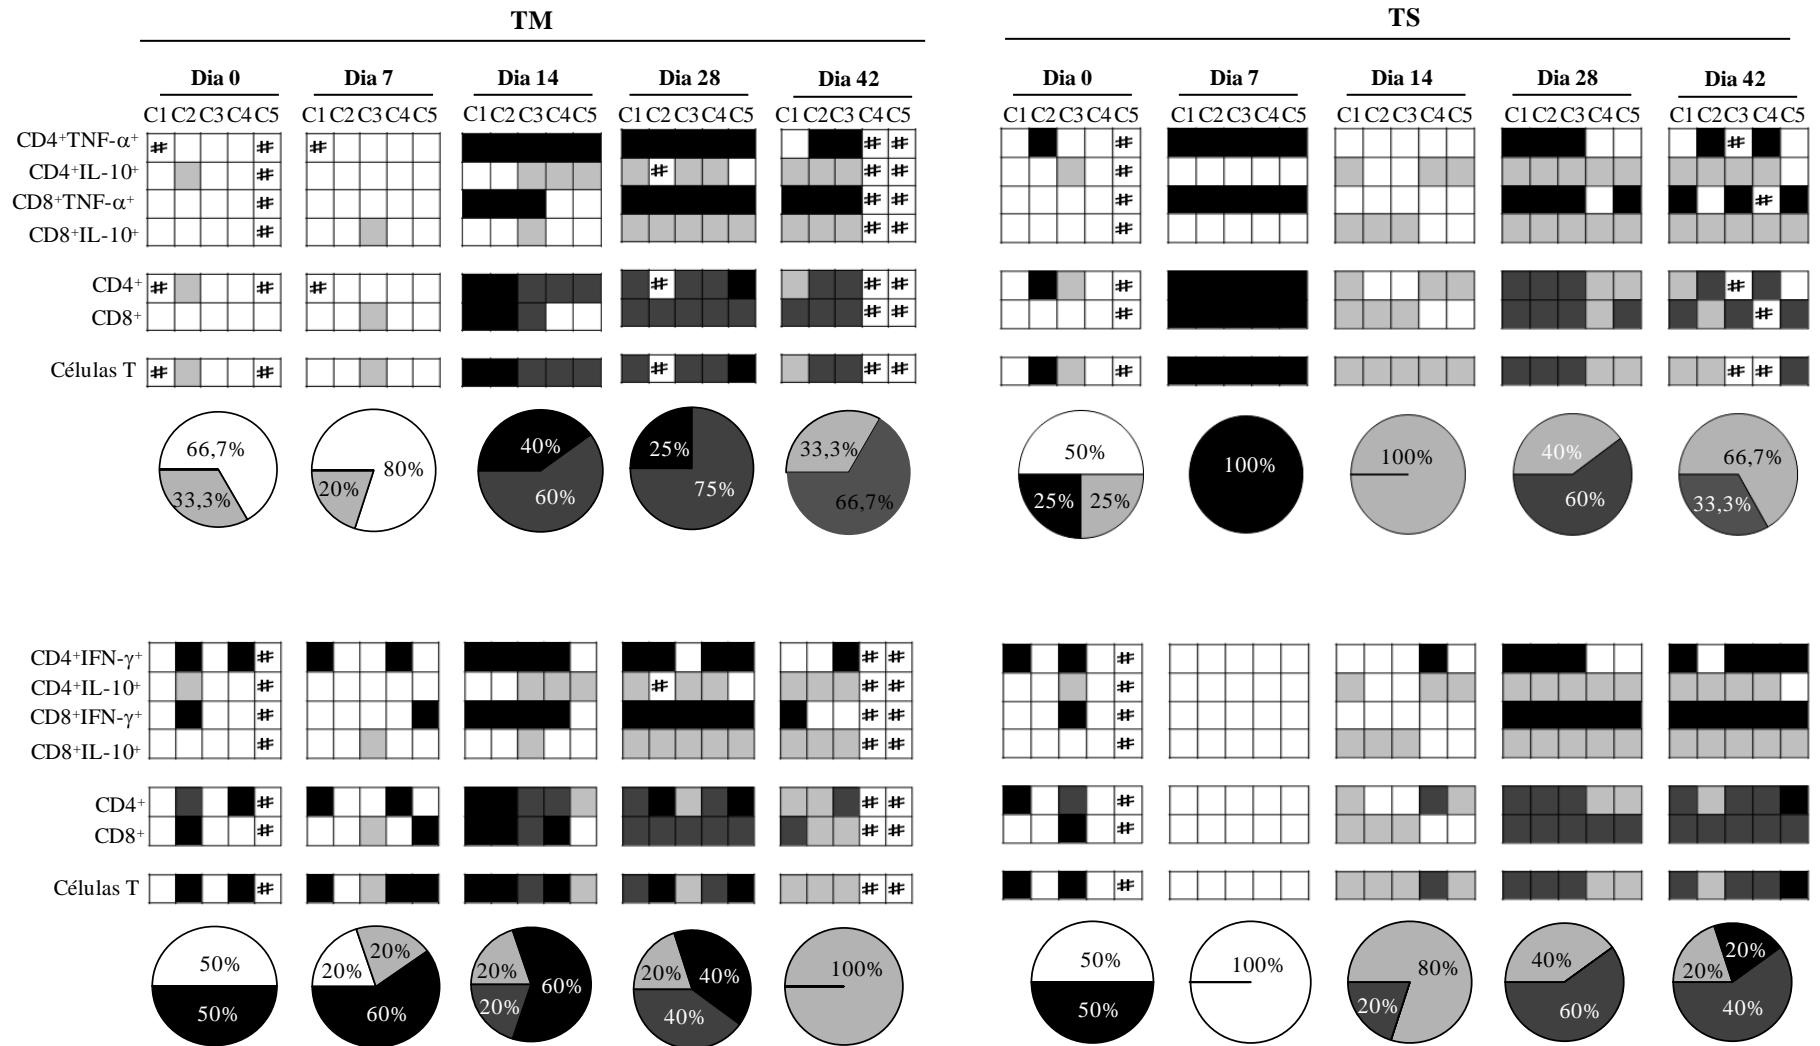 TM TS
Dia 0 Dia 7 Dia 14 Dia 28 Dia 42 Dia 0 Dia 7 Dia 14 Dia 28 Dia 42
C1 C2 C3 C4 C5 C1 C2 C3 C4 C5 C1 C2 C3 C4 C5 C1 C2 C3 C4 C5 C1 C2 C3 C4 C5 C1 C2 C3 C4 C5 C1 C2 C3 C4 C5 C1 C2 C3 C4 C5 C1 C2 C3 C4 C5 C1 C2 C3 C4 C5
CD4⁺TNF-α⁺ # # # # # # #
CD4⁺IL-10⁺ # # # # #
CD8⁺TNF-α⁺ # # # # #
CD8⁺IL-10⁺ # # # #
CD4⁺ # # # # # # # #
CD8⁺ # # # #
Células T # # # # # # # #
66,7% 33,3% 80% 20% 40% 60% 25% 75% 33,3% 66,7% 50% 25% 25% 100% 100% 40% 60% 66,7% 33,3%
CD4⁺IFN-γ⁺ # # # #
CD4⁺IL-10⁺ # # # # #
CD8⁺IFN-γ⁺ # # # #
CD8⁺IL-10⁺ # # # #
CD4⁺ # # # #
CD8⁺ # # # #
Células T # # # #
50% 50% 20% 20% 60% 20% 60% 20% 20% 40% 40% 100% 50% 50% 100% 80% 20% 40% 60% 20% 20% 40%